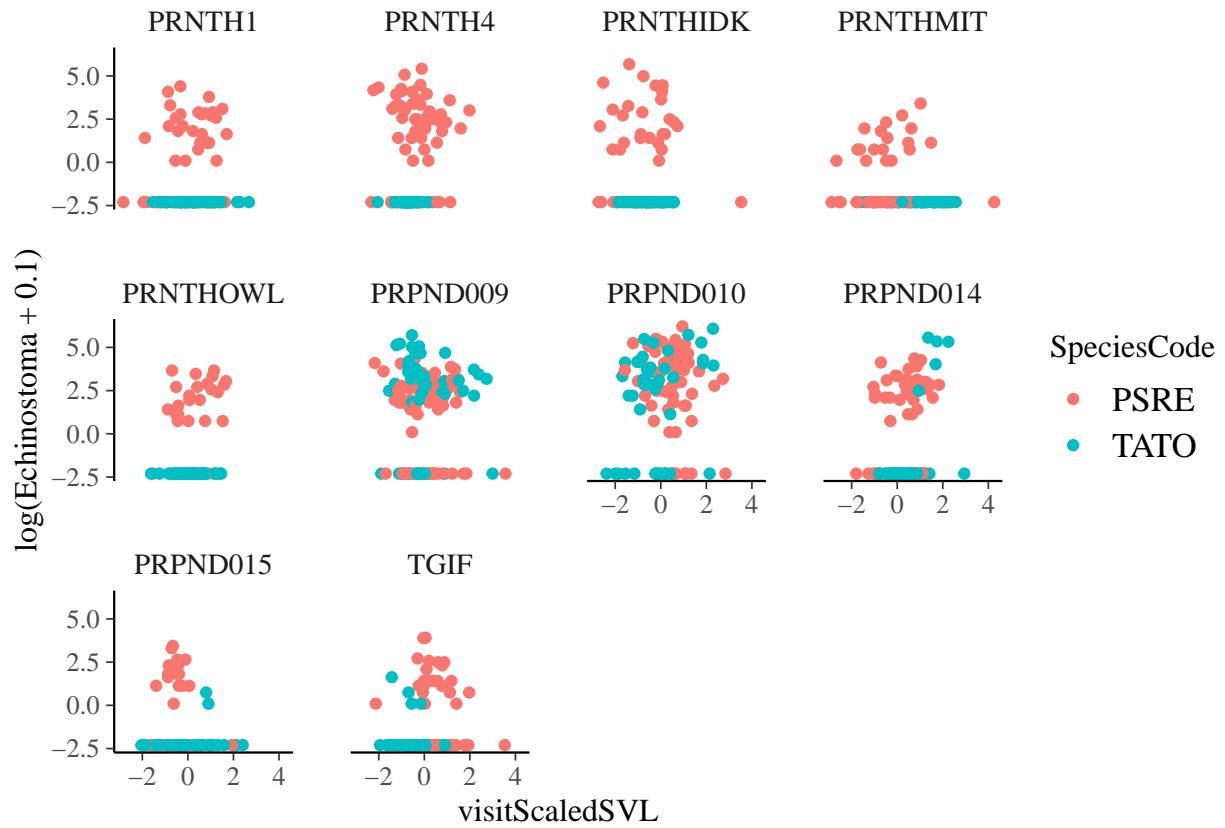 PRNTH1 PRNTH4 PRNTHIDK PRNTHMIT
5.0
2.5
0.0
−2.5
PRNTHOWL PRPND009 PRPND010 PRPND014
5.0
2.5
0.0
−2.5
−2 0 2 4 −2 0 2 4
PRPND015 TGIF
5.0
2.5
0.0
−2.5
−2 0 2 4 −2 0 2 4
visitScaledSVL
log(Echinostoma + 0.1)
SpeciesCode
PSRE
TATO